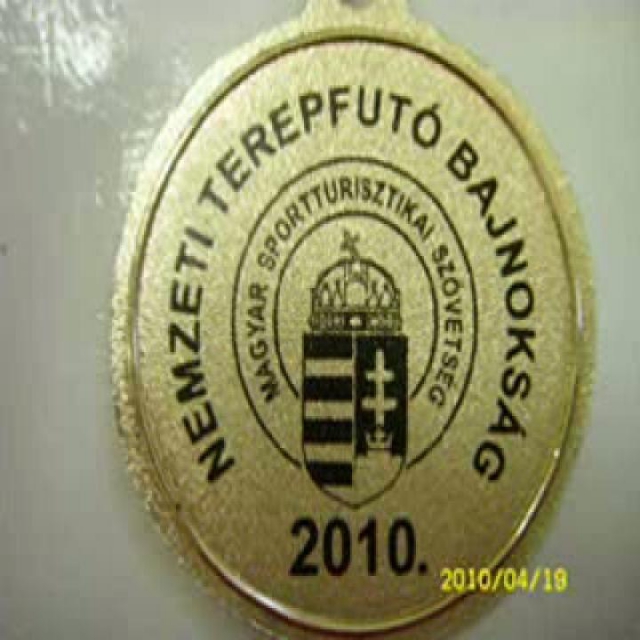 NEMZETI TEREPFUTÓ BAJNOKSÁG
MAGYAR SPORTTURISZTIKAI SZÖVETSÉG
2010.
2010/04/19